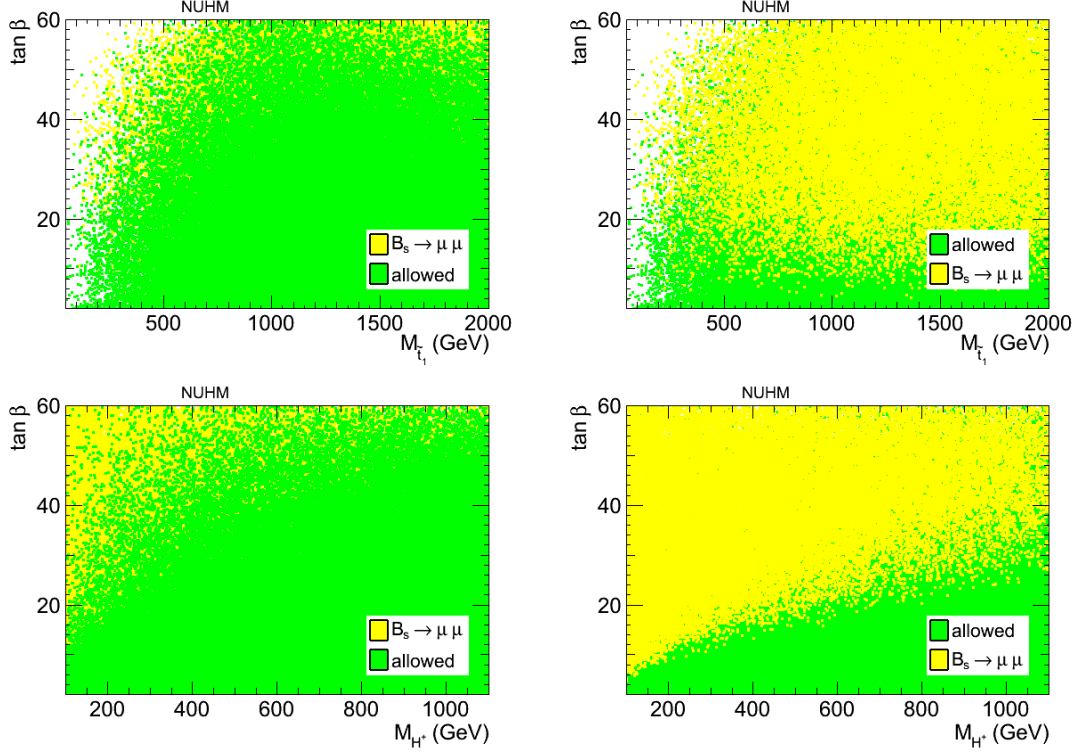 NUHM
tan β
60
40
20
B_s → μ μ
allowed
500 1000 1500 2000
M_t̃_1 (GeV)
NUHM
tan β
60
40
20
allowed
B_s → μ μ
500 1000 1500 2000
M_t̃_1 (GeV)
NUHM
tan β
60
40
20
B_s → μ μ
allowed
200 400 600 800 1000
M_H⁺ (GeV)
NUHM
tan β
60
40
20
allowed
B_s → μ μ
200 400 600 800 1000
M_H⁺ (GeV)